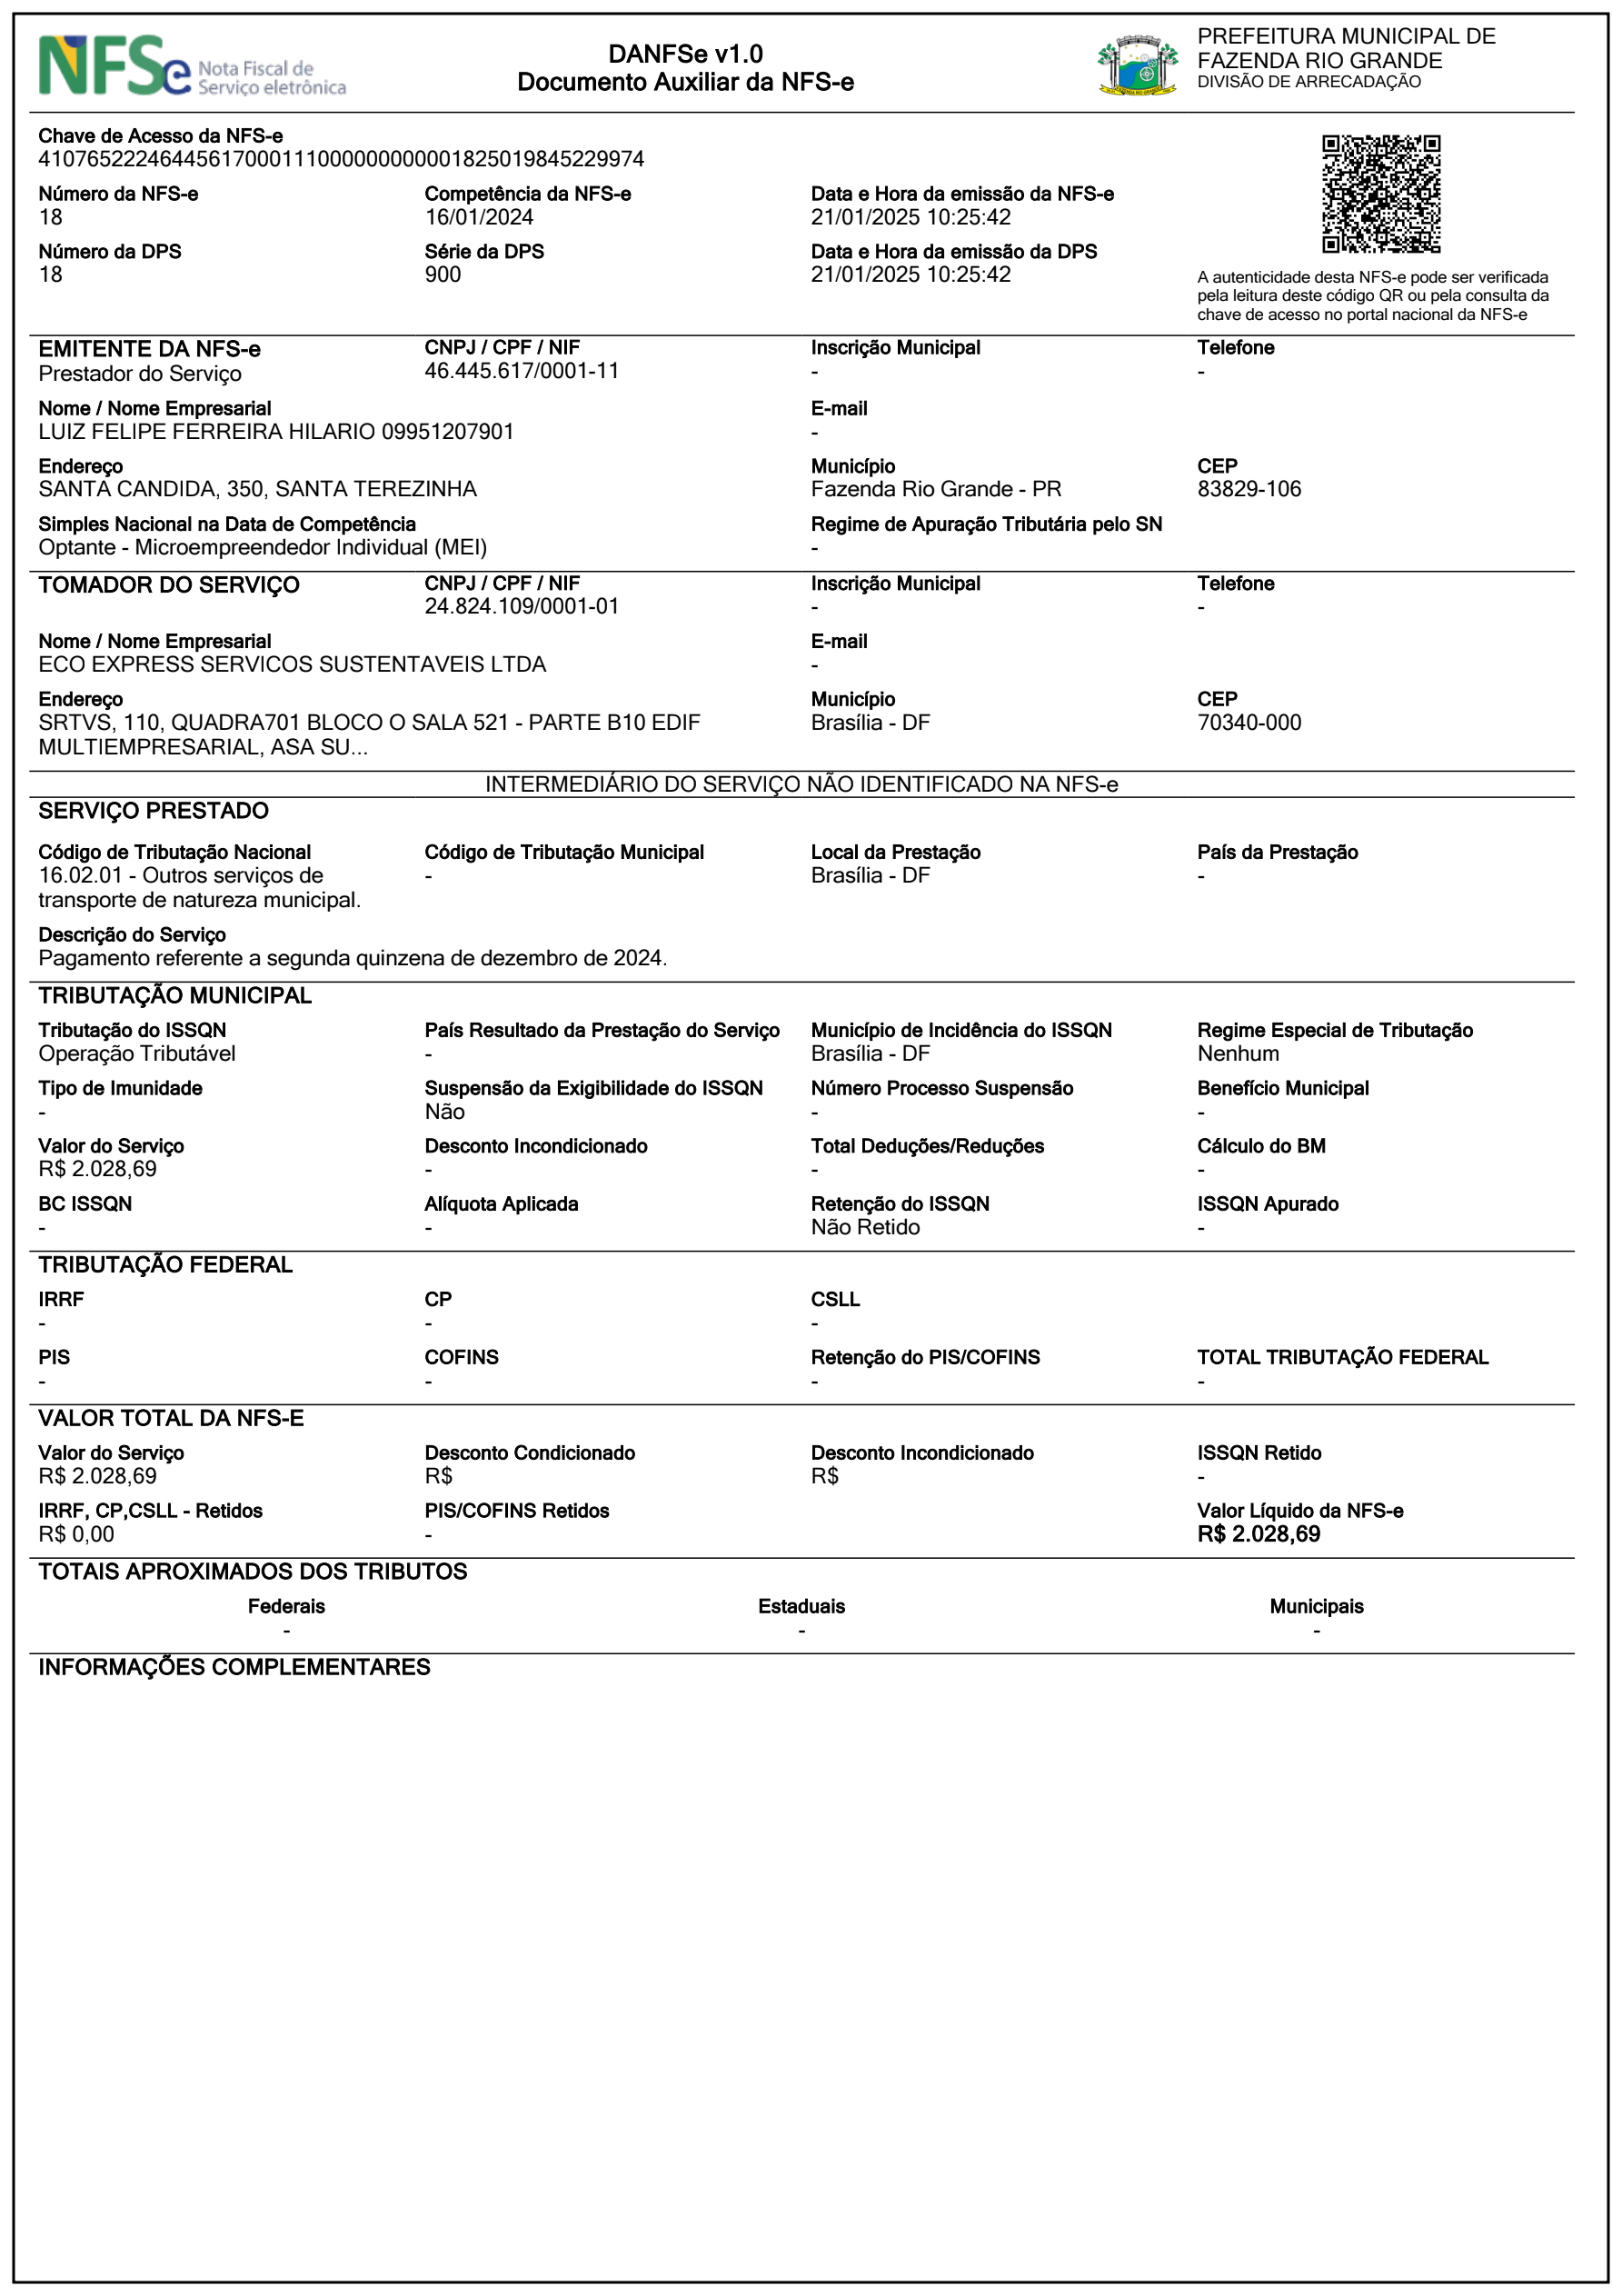 NFSe Nota Fiscal de
Serviço eletrônica
DANFSe v1.0
Documento Auxiliar da NFS-e
PREFEITURA MUNICIPAL DE
FAZENDA RIO GRANDE
DIVISÃO DE ARRECADAÇÃO
Chave de Acesso da NFS-e
41076522246445617000111000000000001825019845229974
Número da NFS-e Competência da NFS-e Data e Hora da emissão da NFS-e
18 16/01/2024 21/01/2025 10:25:42
Número da DPS Série da DPS Data e Hora da emissão da DPS
18 900 21/01/2025 10:25:42
A autenticidade desta NFS-e pode ser verificada
pela leitura deste código QR ou pela consulta da
chave de acesso no portal nacional da NFS-e
EMITENTE DA NFS-e CNPJ / CPF / NIF Inscrição Municipal Telefone
Prestador do Serviço 46.445.617/0001-11 - -
Nome / Nome Empresarial E-mail
LUIZ FELIPE FERREIRA HILARIO 09951207901 -
Endereço Município CEP
SANTA CANDIDA, 350, SANTA TEREZINHA Fazenda Rio Grande - PR 83829-106
Simples Nacional na Data de Competência Regime de Apuração Tributária pelo SN
Optante - Microempreendedor Individual (MEI) -
TOMADOR DO SERVIÇO CNPJ / CPF / NIF Inscrição Municipal Telefone
24.824.109/0001-01 - -
Nome / Nome Empresarial E-mail
ECO EXPRESS SERVICOS SUSTENTAVEIS LTDA -
Endereço Município CEP
SRTVS, 110, QUADRA701 BLOCO O SALA 521 - PARTE B10 EDIF Brasília - DF 70340-000
MULTIEMPRESARIAL, ASA SU...
INTERMEDIÁRIO DO SERVIÇO NÃO IDENTIFICADO NA NFS-e
SERVIÇO PRESTADO
Código de Tributação Nacional Código de Tributação Municipal Local da Prestação País da Prestação
16.02.01 - Outros serviços de - Brasília - DF -
transporte de natureza municipal.
Descrição do Serviço
Pagamento referente a segunda quinzena de dezembro de 2024.
TRIBUTAÇÃO MUNICIPAL
Tributação do ISSQN País Resultado da Prestação do Serviço Município de Incidência do ISSQN Regime Especial de Tributação
Operação Tributável - Brasília - DF Nenhum
Tipo de Imunidade Suspensão da Exigibilidade do ISSQN Número Processo Suspensão Benefício Municipal
- Não - -
Valor do Serviço Desconto Incondicionado Total Deduções/Reduções Cálculo do BM
R$ 2.028,69 - - -
BC ISSQN Alíquota Aplicada Retenção do ISSQN ISSQN Apurado
- - Não Retido -
TRIBUTAÇÃO FEDERAL
IRRF CP CSLL
- - -
PIS COFINS Retenção do PIS/COFINS TOTAL TRIBUTAÇÃO FEDERAL
- - - -
VALOR TOTAL DA NFS-E
Valor do Serviço Desconto Condicionado Desconto Incondicionado ISSQN Retido
R$ 2.028,69 R$ R$ -
IRRF, CP,CSLL - Retidos PIS/COFINS Retidos Valor Líquido da NFS-e
R$ 0,00 - R$ 2.028,69
TOTAIS APROXIMADOS DOS TRIBUTOS
Federais Estaduais Municipais
- - -
INFORMAÇÕES COMPLEMENTARES